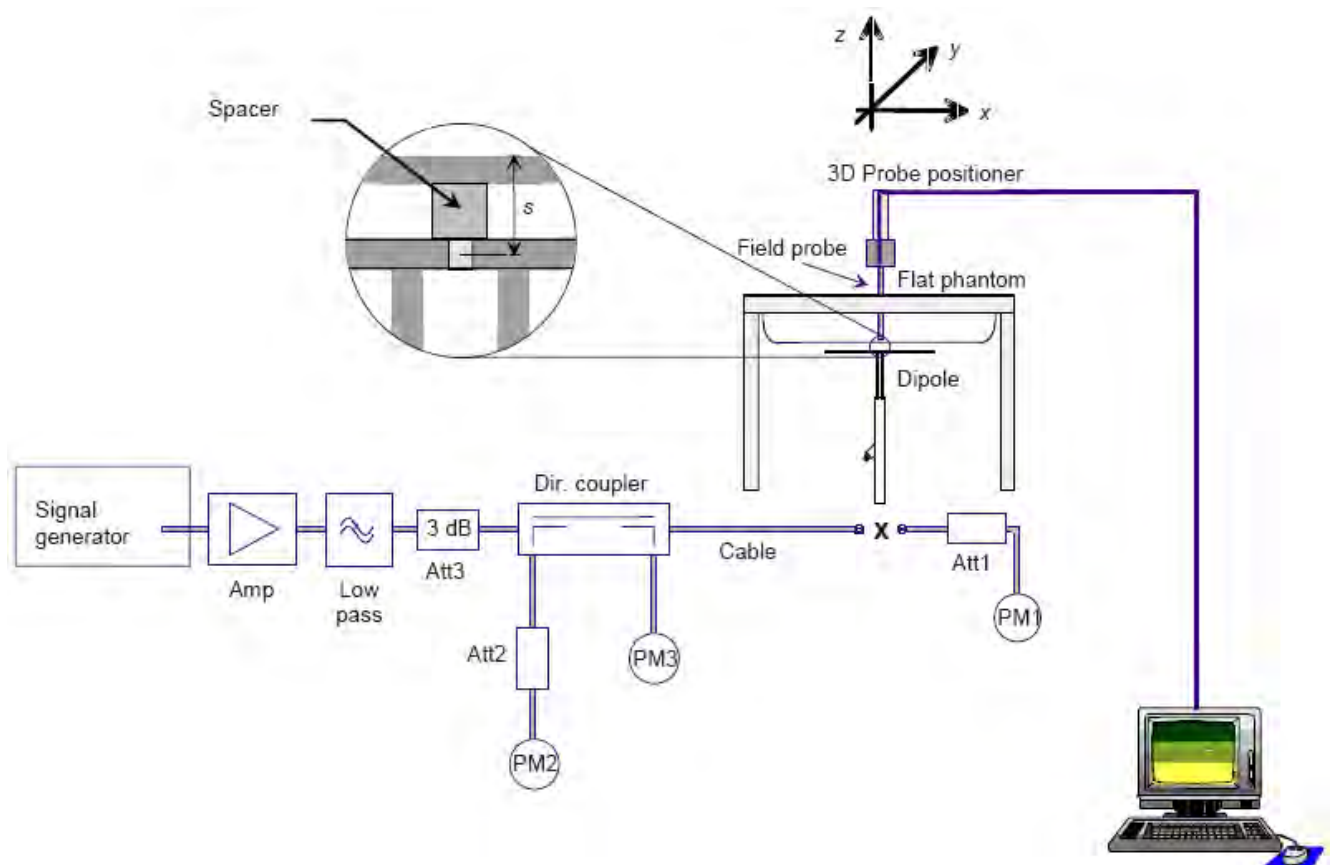 z
y
x
Spacer
s
3D Probe positioner
Field probe
Flat phantom
Dipole
Signal
generator
Amp
Low
pass
3 dB
Att3
Dir. coupler
Cable
X
Att1
PM1
Att2
PM3
PM2